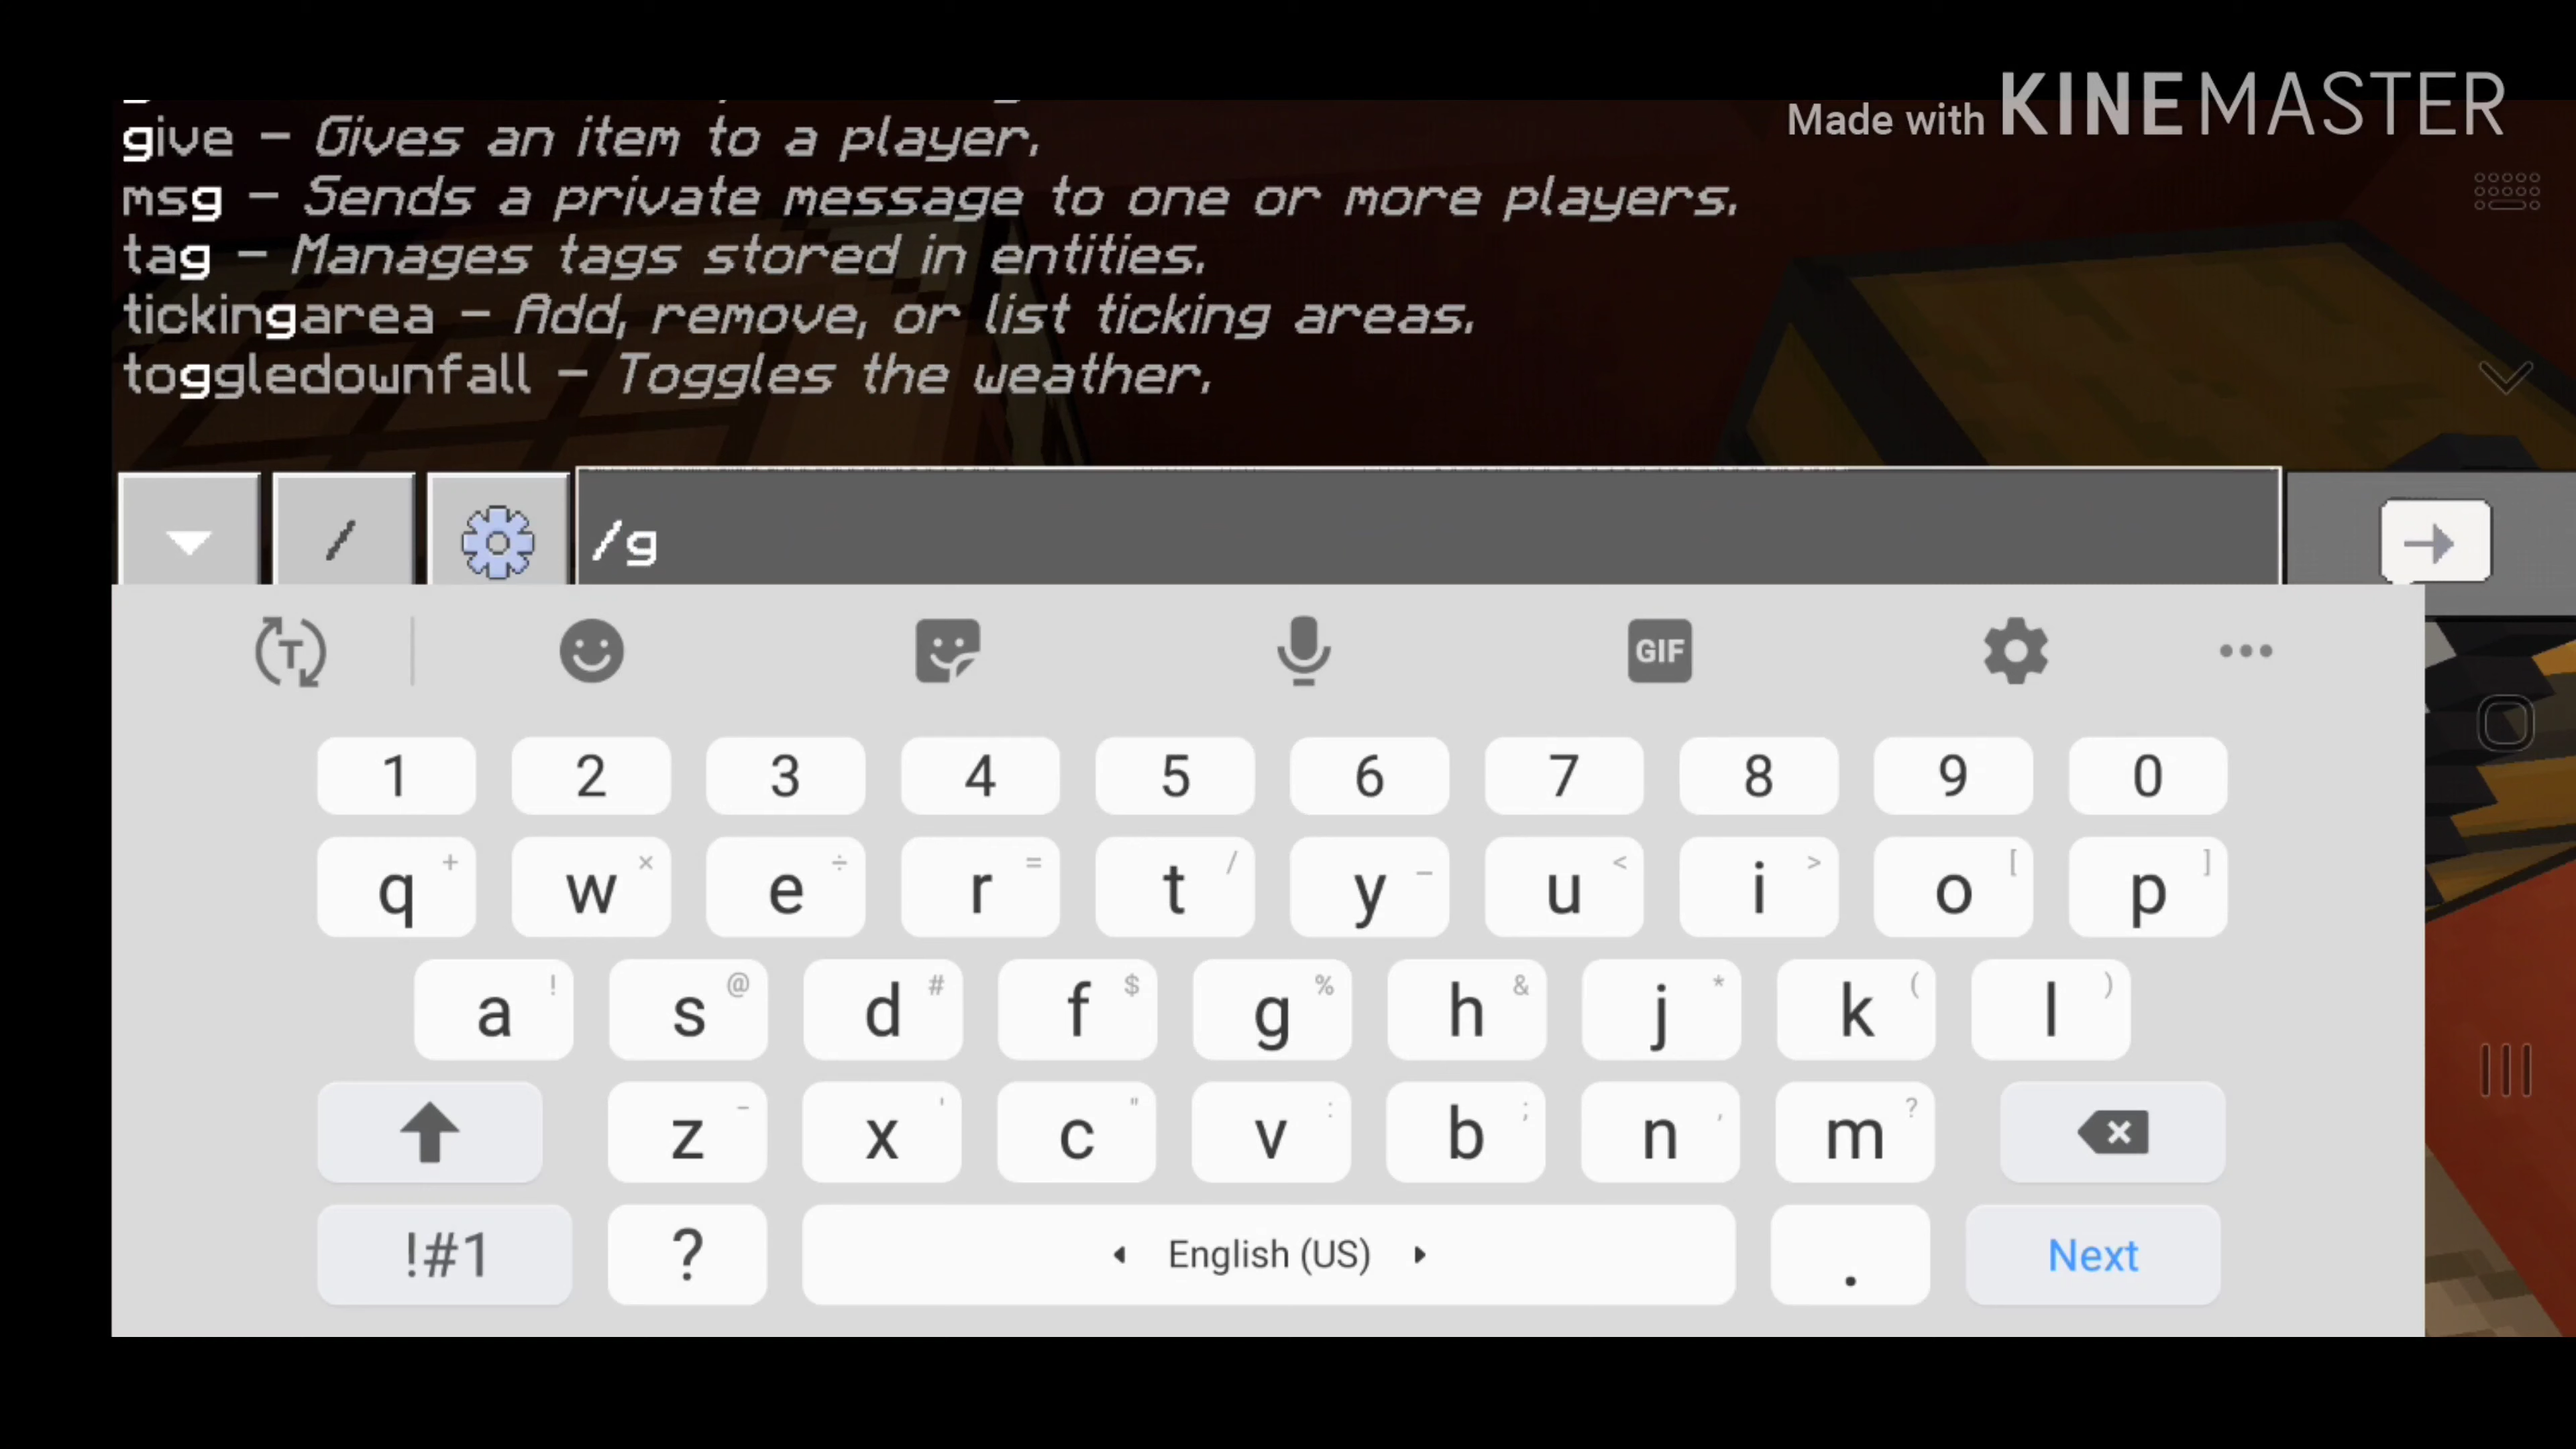 Made with KINEMASTER
give – Gives an item to a player.
msg – Sends a private message to one or more players.
tag – Manages tags stored in entities.
tickingarea – Add, remove, or list ticking areas.
toggledownfall – Toggles the weather.
/ /g
T GIF
1 2 3 4 5 6 7 8 9 0
q + w × e ÷ r = t / y _ u < i > o [ p ]
a ! s @ d # f $ g % h & j * k ( l )
z - x ' c " v : b ; n , m ?
!#1 ? English (US) . Next